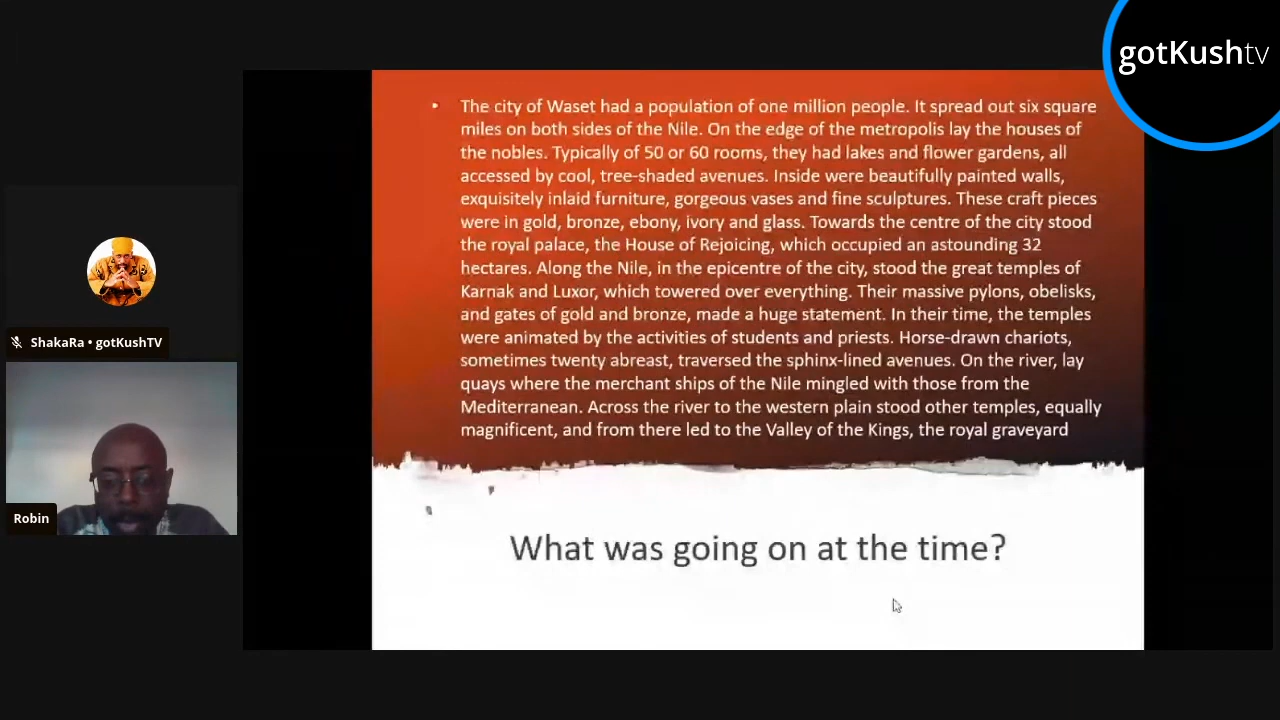 gotKushtv
• The city of Waset had a population of one million people. It spread out six square
miles on both sides of the Nile. On the edge of the metropolis lay the houses of
the nobles. Typically of 50 or 60 rooms, they had lakes and flower gardens, all
accessed by cool, tree-shaded avenues. Inside were beautifully painted walls,
exquisitely inlaid furniture, gorgeous vases and fine sculptures. These craft pieces
were in gold, bronze, ebony, ivory and glass. Towards the centre of the city stood
the royal palace, the House of Rejoicing, which occupied an astounding 32
hectares. Along the Nile, in the epicentre of the city, stood the great temples of
Karnak and Luxor, which towered over everything. Their massive pylons, obelisks,
and gates of gold and bronze, made a huge statement. In their time, the temples
were animated by the activities of students and priests. Horse-drawn chariots,
sometimes twenty abreast, traversed the sphinx-lined avenues. On the river, lay
quays where the merchant ships of the Nile mingled with those from the
Mediterranean. Across the river to the western plain stood other temples, equally
magnificent, and from there led to the Valley of the Kings, the royal graveyard
What was going on at the time?
ShakaRa • gotKushTV
Robin